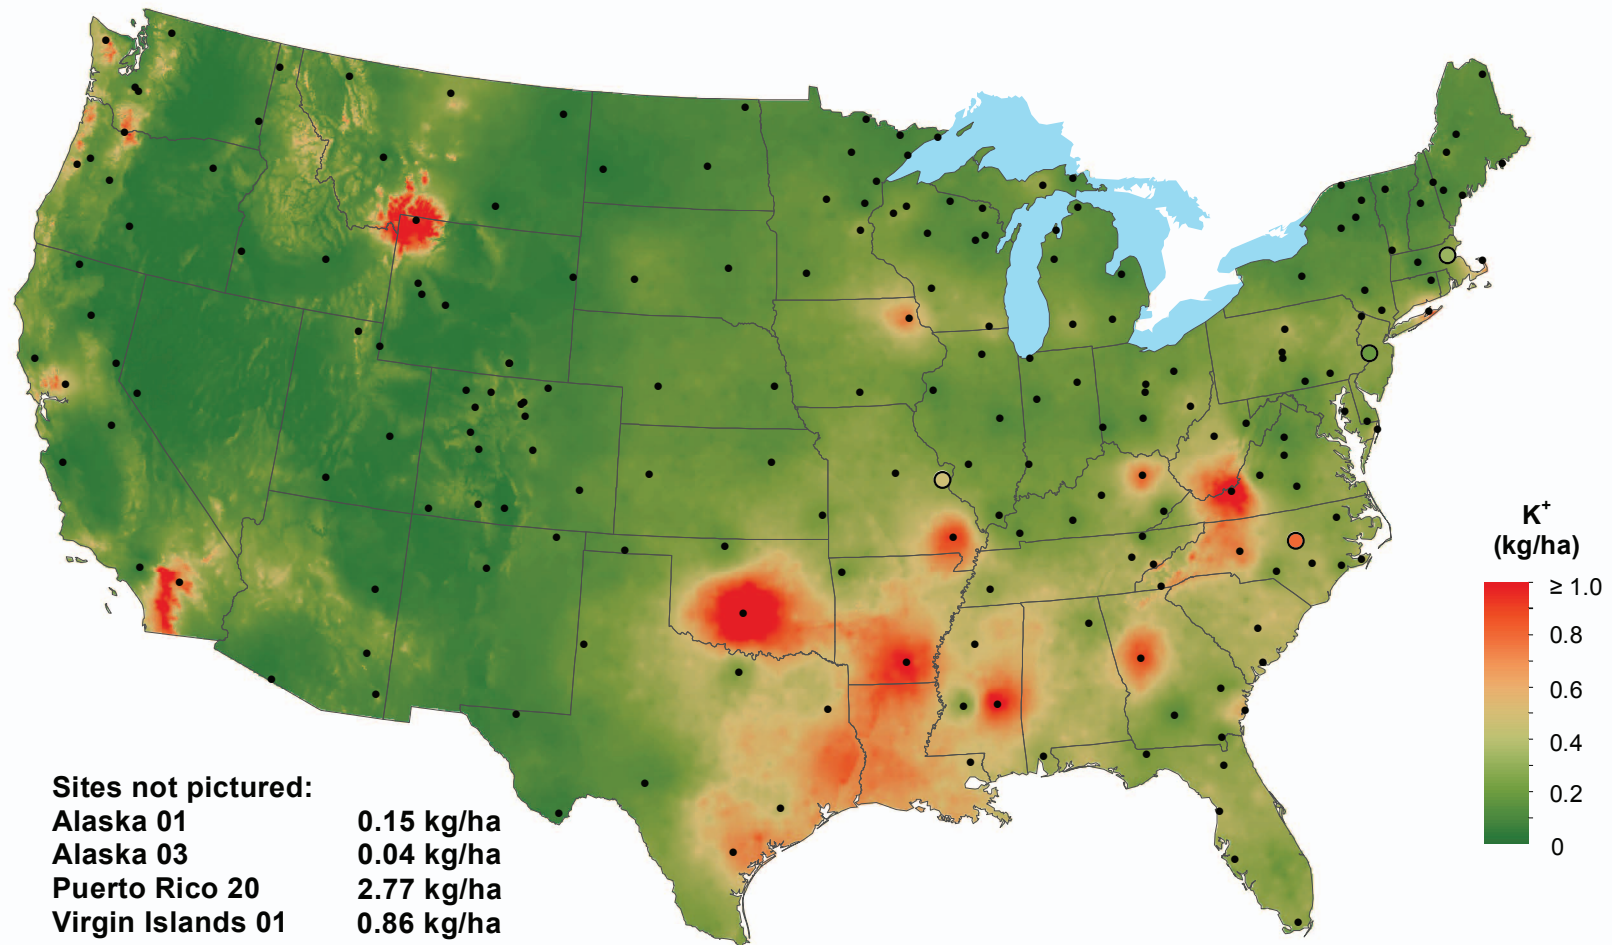 K+
(kg/ha)
≥ 1.0
0.8
0.6
0.4
0.2
0
Sites not pictured:
Alaska 01 0.15 kg/ha
Alaska 03 0.04 kg/ha
Puerto Rico 20 2.77 kg/ha
Virgin Islands 01 0.86 kg/ha